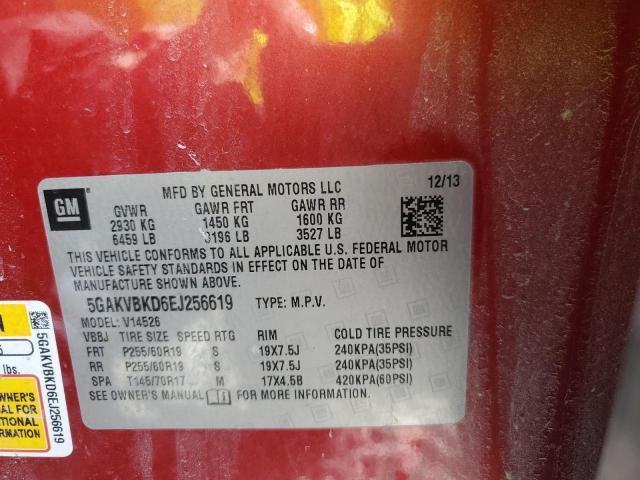 MFD BY GENERAL MOTORS LLC 12/13
GM
GVWR GAWR FRT GAWR RR
2930 KG 1450 KG 1600 KG
6459 LB 3196 LB 3527 LB
THIS VEHICLE CONFORMS TO ALL APPLICABLE U.S. FEDERAL MOTOR
VEHICLE SAFETY STANDARDS IN EFFECT ON THE DATE OF
MANUFACTURE SHOWN ABOVE.
5GAKVBKD6EJ256619 TYPE: M.P.V.
MODEL: V14526
VBBJ TIRE SIZE SPEED RTG RIM COLD TIRE PRESSURE
FRT P255/60R19 S 19X7.5J 240KPA(35PSI)
RR P255/60R19 S 19X7.5J 240KPA(35PSI)
SPA T145/70R17 M 17X4.5B 420KPA(60PSI)
SEE OWNER'S MANUAL FOR MORE INFORMATION.
N
lbs.
5GAKVBKD6EJ256619
OWNER'S
MANUAL FOR